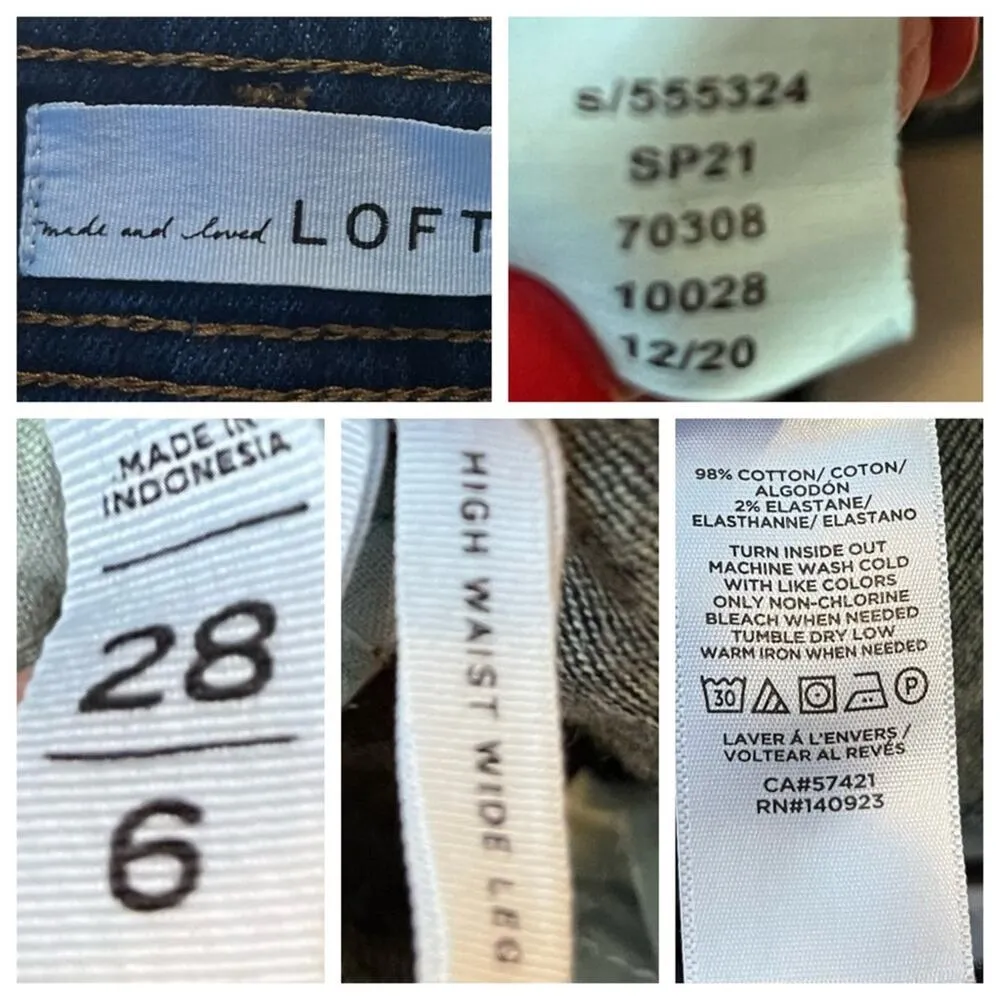 made and loved LOFT
S/555324
SP21
70308
10028
12/20
MADE IN
INDONESIA
28
6
HIGH WAIST WIDE LEG
98% COTTON/ COTON/
ALGODÓN
2% ELASTANE/
ELASTHANNE/ ELASTANO
TURN INSIDE OUT
MACHINE WASH COLD
WITH LIKE COLORS
ONLY NON-CHLORINE
BLEACH WHEN NEEDED
TUMBLE DRY LOW
WARM IRON WHEN NEEDED
30 P
LAVER Á L'ENVERS /
VOLTEAR AL REVÉS
CA#57421
RN#140923